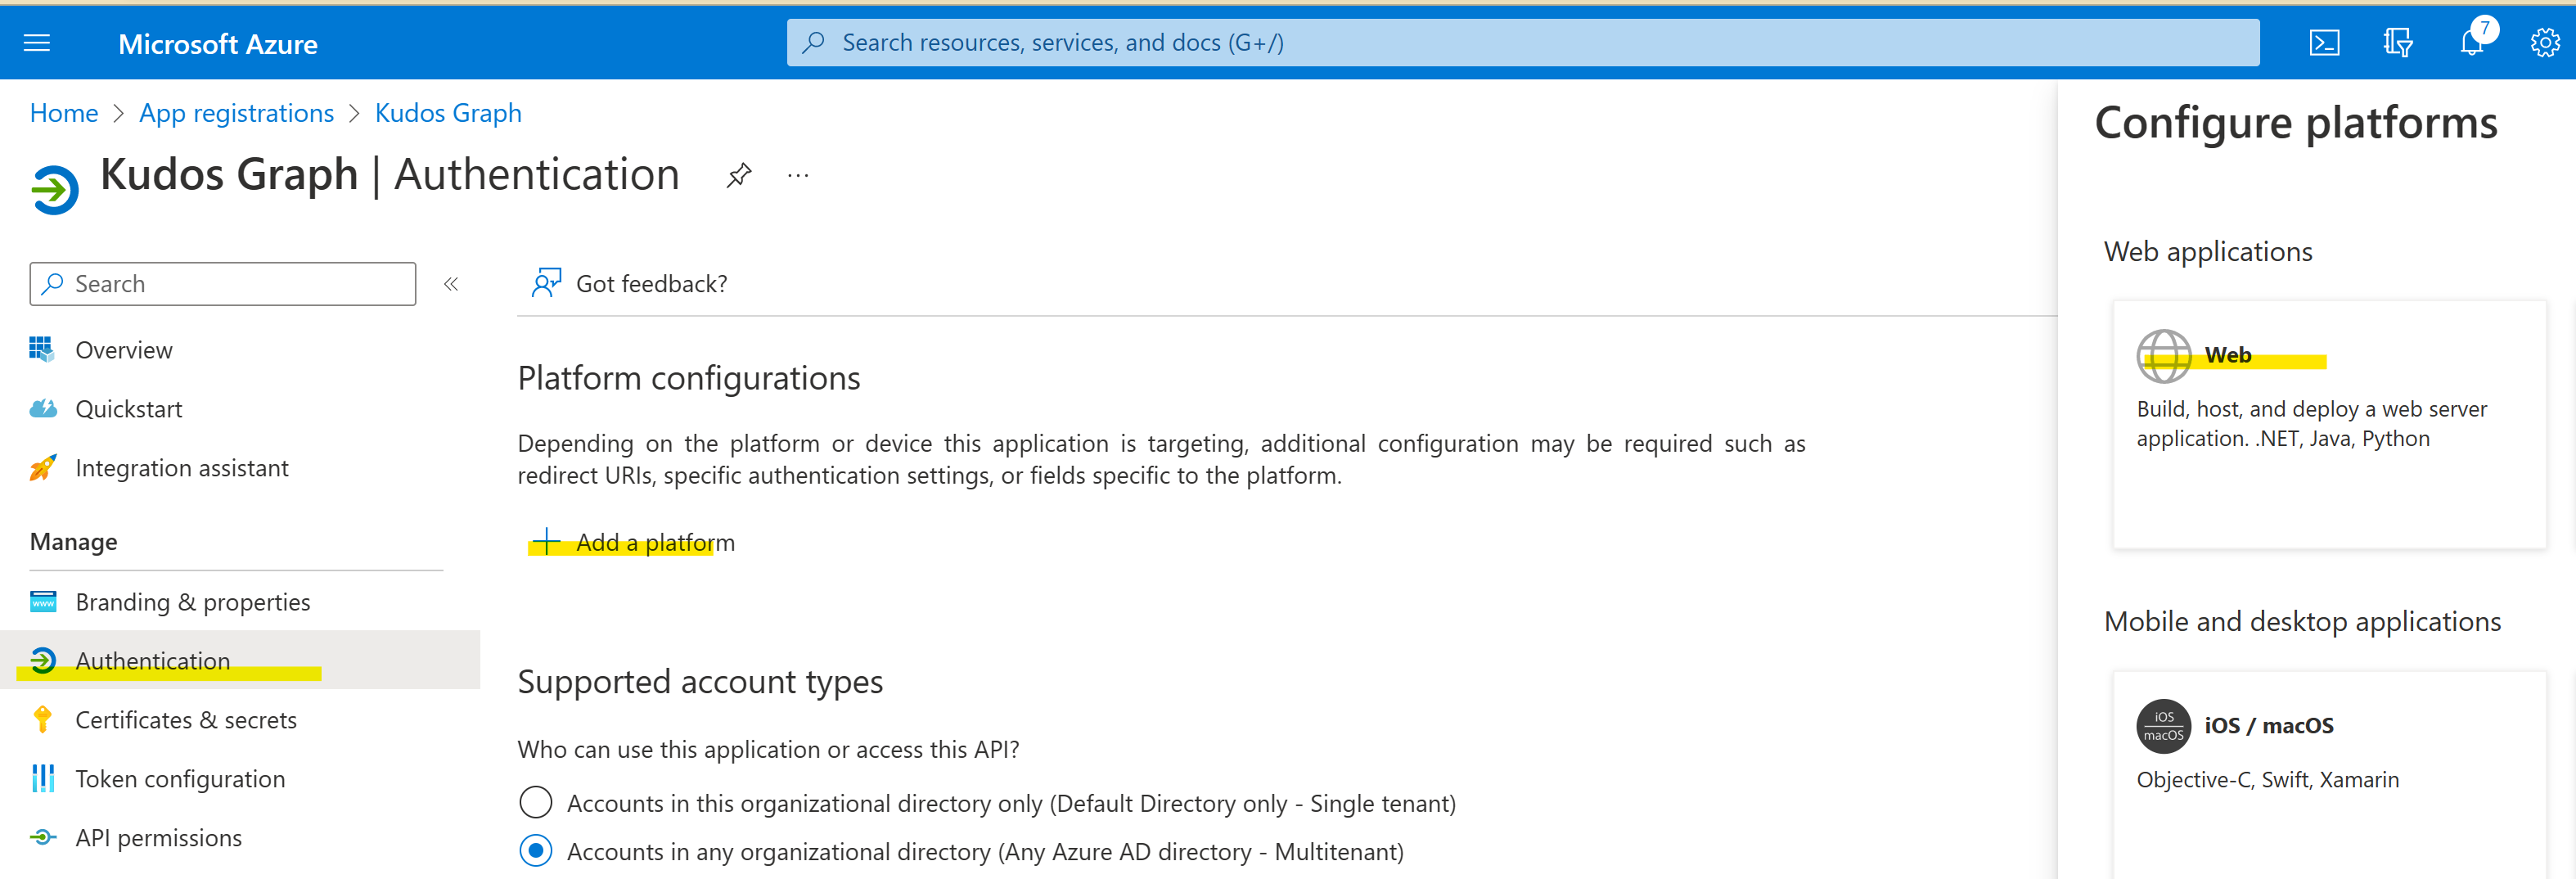 Microsoft Azure
Search resources, services, and docs (G+/)
7
Home > App registrations > Kudos Graph
Kudos Graph | Authentication
...
Search
«
Overview
Quickstart
Integration assistant
Manage
Branding & properties
Authentication
Certificates & secrets
Token configuration
API permissions
Got feedback?
Platform configurations
Depending on the platform or device this application is targeting, additional configuration may be required such as
redirect URIs, specific authentication settings, or fields specific to the platform.
Add a platform
Supported account types
Who can use this application or access this API?
Accounts in this organizational directory only (Default Directory only - Single tenant)
Accounts in any organizational directory (Any Azure AD directory - Multitenant)
Configure platforms
Web applications
Web
Build, host, and deploy a web server
application. .NET, Java, Python
Mobile and desktop applications
iOS
macOS
iOS / macOS
Objective-C, Swift, Xamarin